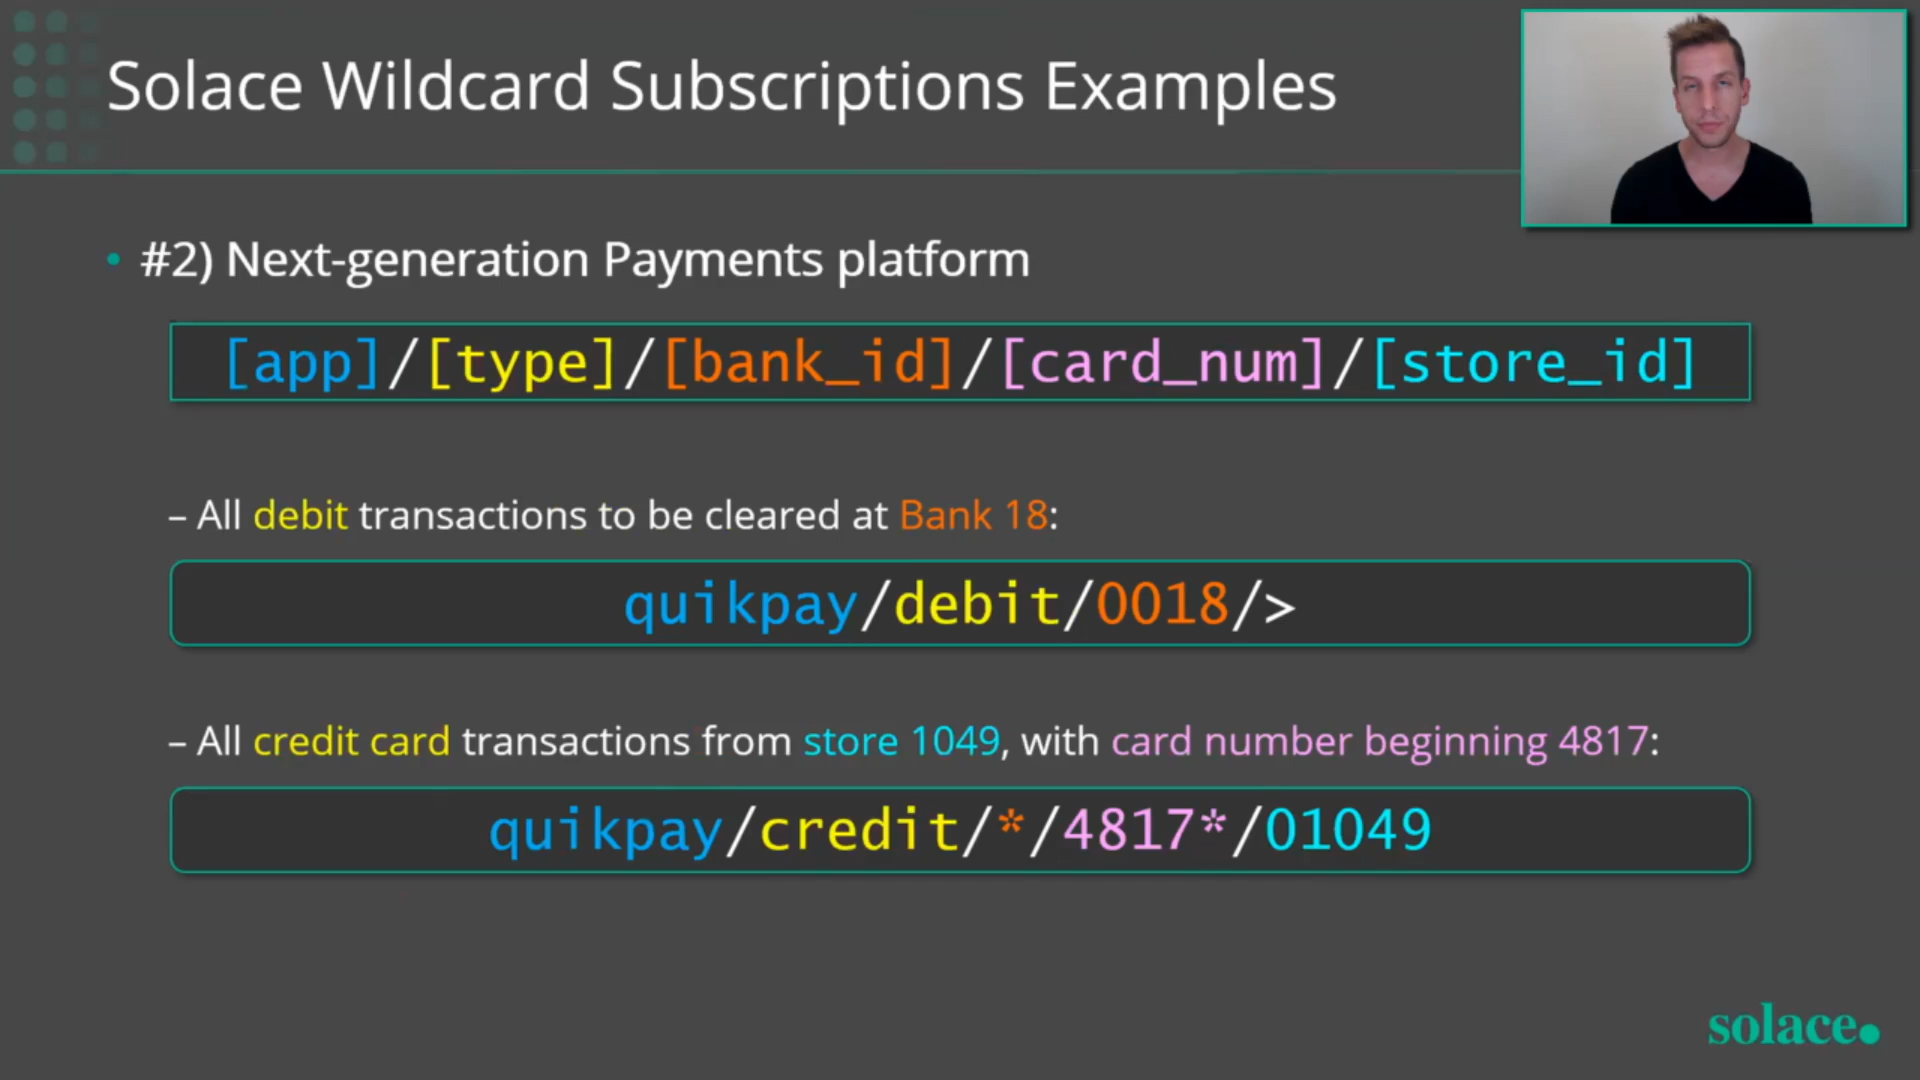 Solace Wildcard Subscriptions Examples
• #2) Next-generation Payments platform
[app]/[type]/[bank_id]/[card_num]/[store_id]
– All debit transactions to be cleared at Bank 18:
quikpay/debit/0018/>
– All credit card transactions from store 1049, with card number beginning 4817:
quikpay/credit/*/4817*/01049
solace.